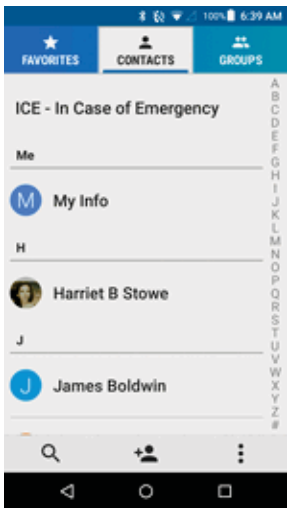 100% 6:39 AM
FAVORITES CONTACTS GROUPS
ICE - In Case of Emergency
Me
M My Info
H
Harriet B Stowe
J
J James Boldwin
A
B
C
D
E
F
G
H
I
J
K
L
M
N
O
P
Q
R
S
T
U
V
W
X
Y
Z
#